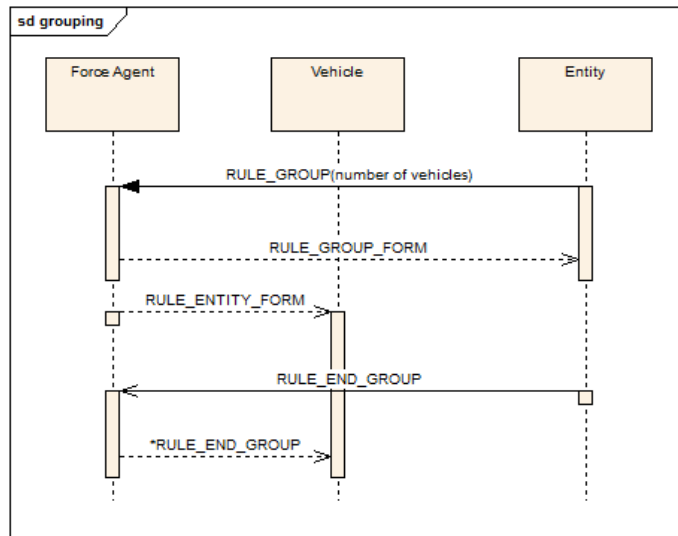 sd grouping
Force Agent
Vehicle
Entity
RULE_GROUP(number of vehicles)
RULE_GROUP_FORM
RULE_ENTITY_FORM
RULE_END_GROUP
*RULE_END_GROUP